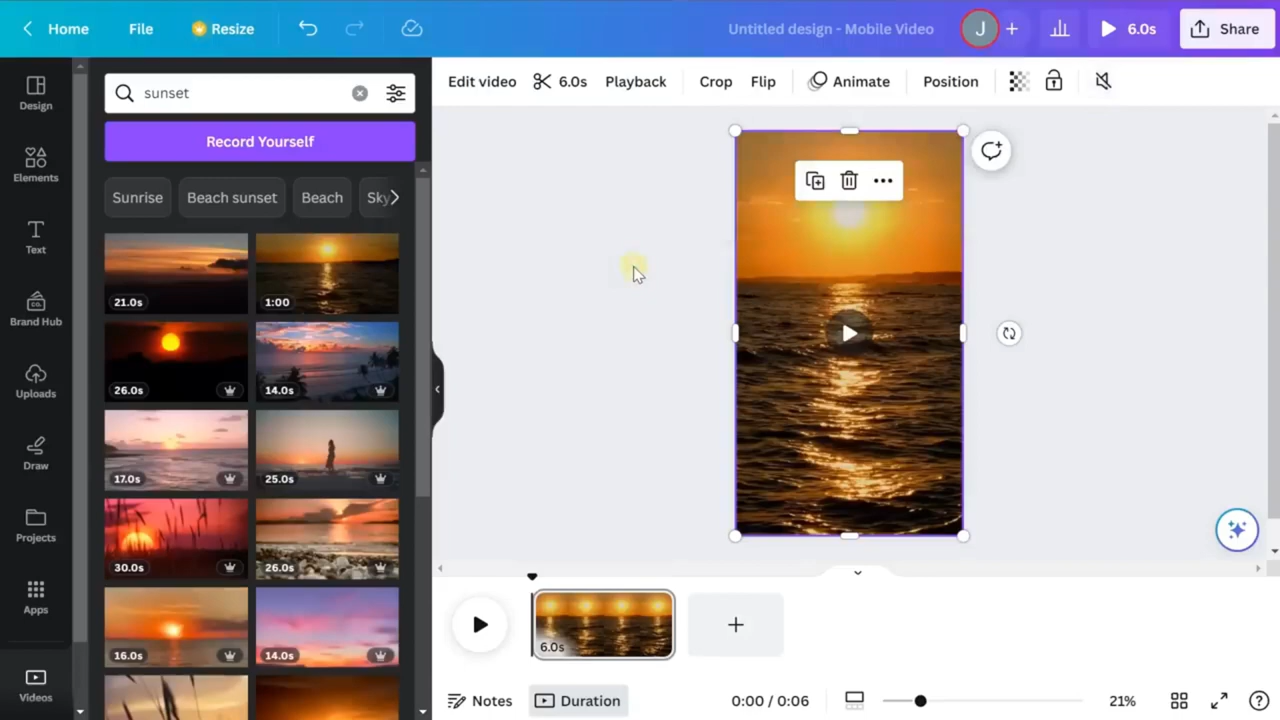 Home File Resize Untitled design - Mobile Video J + 6.0s Share
Design
Elements
Text
Brand Hub
CO.
Uploads
Draw
Projects
Apps
Videos
sunset
Record Yourself
Sunrise Beach sunset Beach Sky
21.0s 1:00
26.0s 14.0s
17.0s 25.0s
30.0s 26.0s
16.0s 14.0s
Edit video 6.0s Playback Crop Flip Animate Position
6.0s
+
Notes Duration 0:00 / 0:06 21% ?